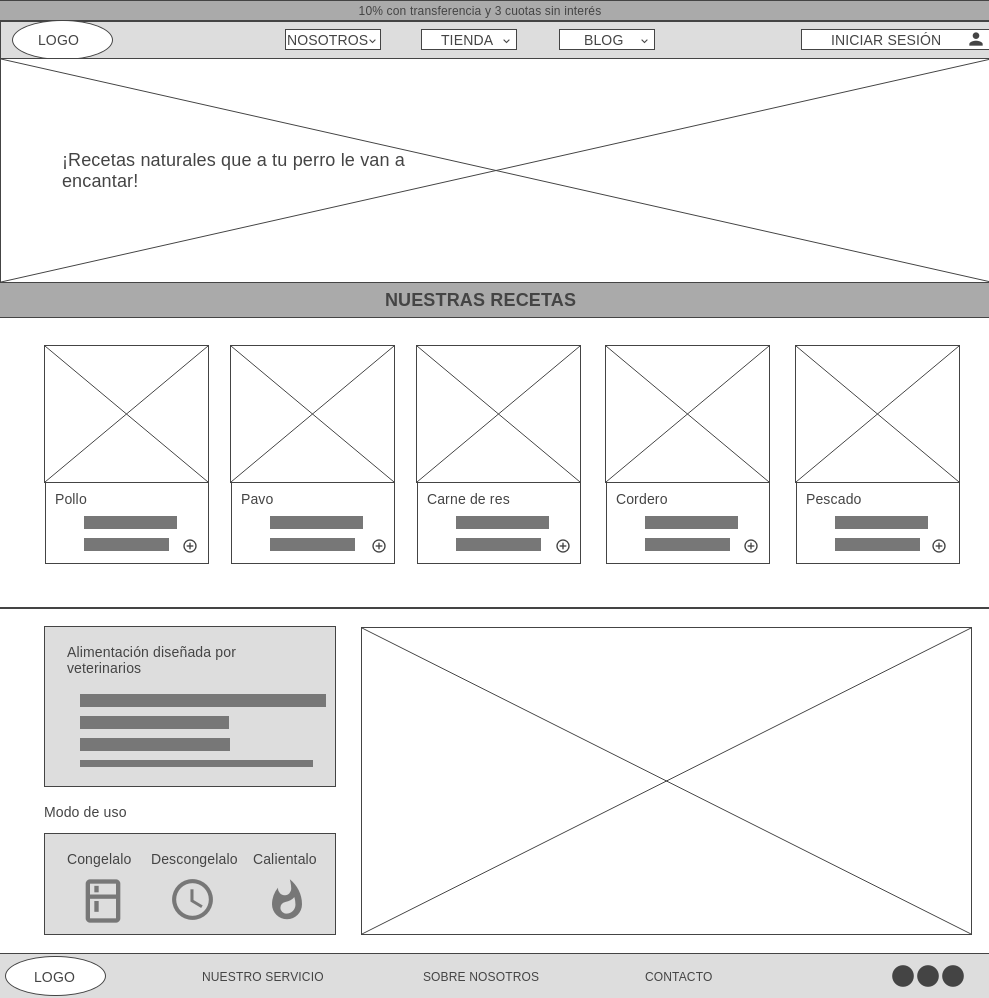 10% con transferencia y 3 cuotas sin interés
LOGO
NOSOTROS
TIENDA
BLOG
INICIAR SESIÓN
¡Recetas naturales que a tu perro le van a
encantar!
NUESTRAS RECETAS
Pollo
Pavo
Carne de res
Cordero
Pescado
Alimentación diseñada por
veterinarios
Modo de uso
Congelalo
Descongelalo
Calientalo
LOGO
NUESTRO SERVICIO
SOBRE NOSOTROS
CONTACTO